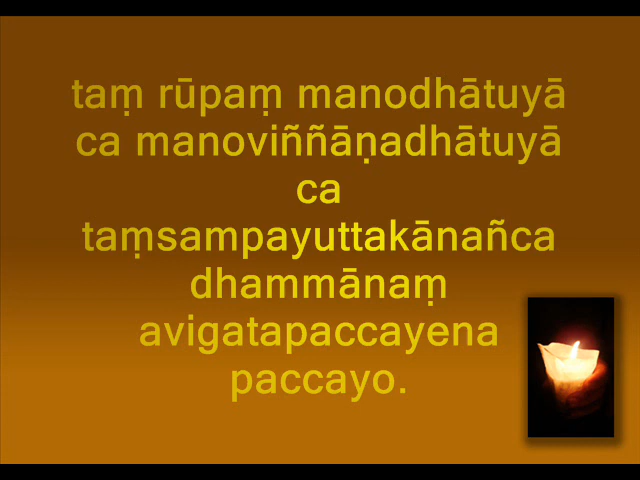 taṃ rūpaṃ manodhātuyā
ca manoviññāṇadhātuyā
ca
taṃsampayuttakānañca
dhammānaṃ
avigatapaccayena
paccayo.